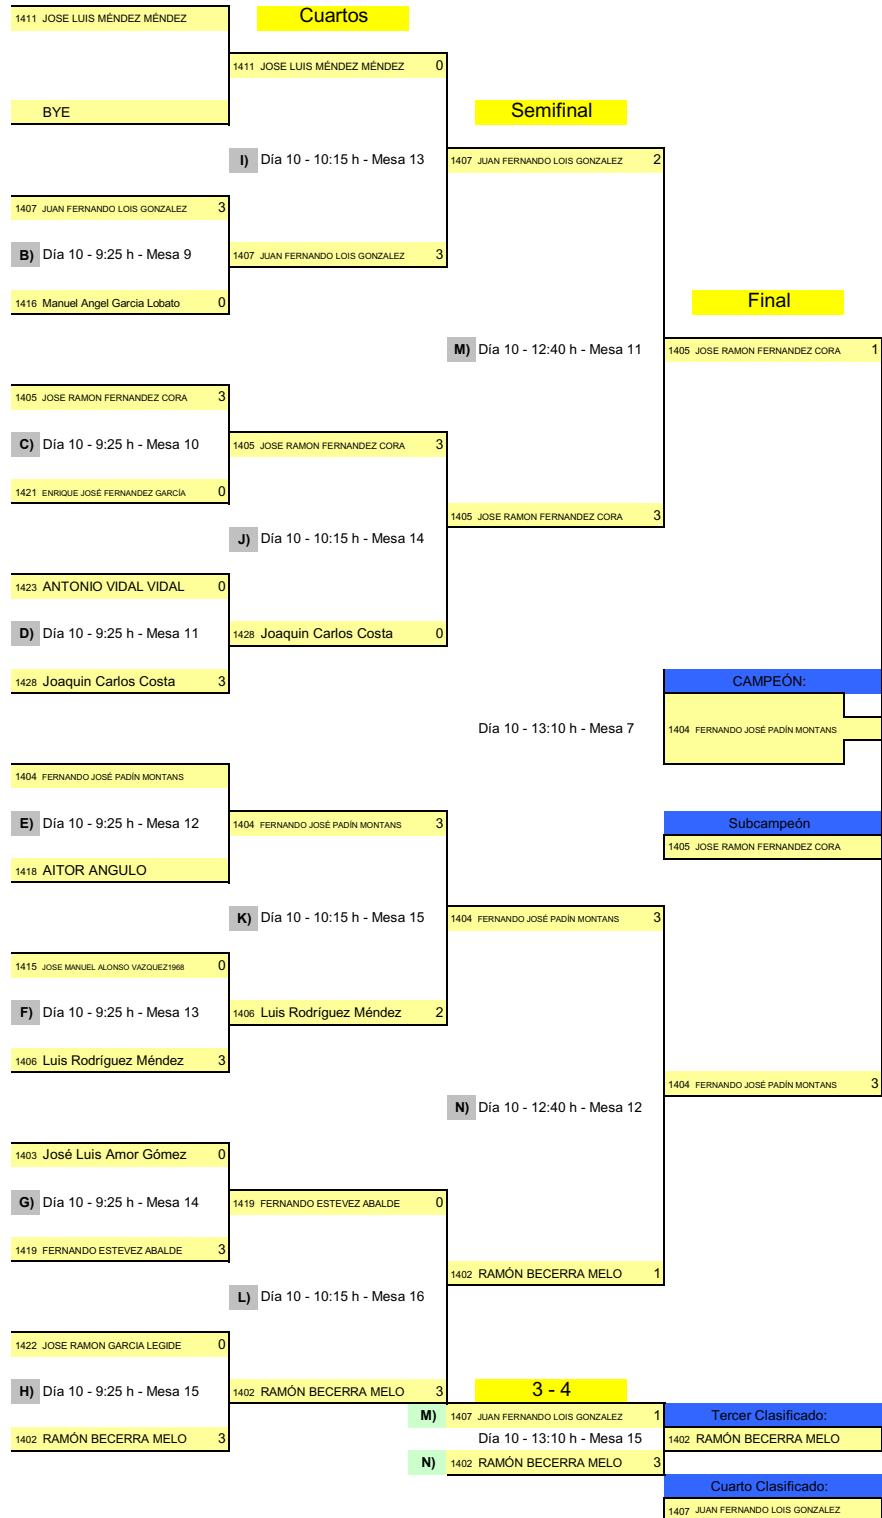 1411 JOSE LUIS MÉNDEZ MÉNDEZ
Cuartos
1411 JOSE LUIS MÉNDEZ MÉNDEZ 0
BYE
Semifinal
I) Día 10 - 10:15 h - Mesa 13
1407 JUAN FERNANDO LOIS GONZALEZ 2
1407 JUAN FERNANDO LOIS GONZALEZ 3
B) Día 10 - 9:25 h - Mesa 9
1407 JUAN FERNANDO LOIS GONZALEZ 3
1416 Manuel Angel Garcia Lobato 0
Final
M) Día 10 - 12:40 h - Mesa 11
1405 JOSE RAMON FERNANDEZ CORA 1
1405 JOSE RAMON FERNANDEZ CORA 3
C) Día 10 - 9:25 h - Mesa 10
1405 JOSE RAMON FERNANDEZ CORA 3
1421 ENRIQUE JOSÉ FERNANDEZ GARCÍA 0
1405 JOSE RAMON FERNANDEZ CORA 3
J) Día 10 - 10:15 h - Mesa 14
1423 ANTONIO VIDAL VIDAL 0
D) Día 10 - 9:25 h - Mesa 11
1428 Joaquin Carlos Costa 0
1428 Joaquin Carlos Costa 3
CAMPEÓN:
Día 10 - 13:10 h - Mesa 7
1404 FERNANDO JOSÉ PADÍN MONTANS
1404 FERNANDO JOSÉ PADÍN MONTANS
E) Día 10 - 9:25 h - Mesa 12
1404 FERNANDO JOSÉ PADÍN MONTANS 3
Subcampeón
1405 JOSE RAMON FERNANDEZ CORA
1418 AITOR ANGULO
K) Día 10 - 10:15 h - Mesa 15
1404 FERNANDO JOSÉ PADÍN MONTANS 3
1415 JOSE MANUEL ALONSO VAZQUEZ1968 0
F) Día 10 - 9:25 h - Mesa 13
1406 Luis Rodríguez Méndez 2
1406 Luis Rodríguez Méndez 3
1404 FERNANDO JOSÉ PADÍN MONTANS 3
N) Día 10 - 12:40 h - Mesa 12
1403 José Luis Amor Gómez 0
G) Día 10 - 9:25 h - Mesa 14
1419 FERNANDO ESTEVEZ ABALDE 0
1419 FERNANDO ESTEVEZ ABALDE 3
1402 RAMÓN BECERRA MELO 1
L) Día 10 - 10:15 h - Mesa 16
1422 JOSE RAMON GARCIA LEGIDE 0
H) Día 10 - 9:25 h - Mesa 15
1402 RAMÓN BECERRA MELO 3
3 - 4
M) 1407 JUAN FERNANDO LOIS GONZALEZ 1
Tercer Clasificado:
1402 RAMÓN BECERRA MELO 3
Día 10 - 13:10 h - Mesa 15
1402 RAMÓN BECERRA MELO
N) 1402 RAMÓN BECERRA MELO 3
Cuarto Clasificado:
1407 JUAN FERNANDO LOIS GONZALEZ